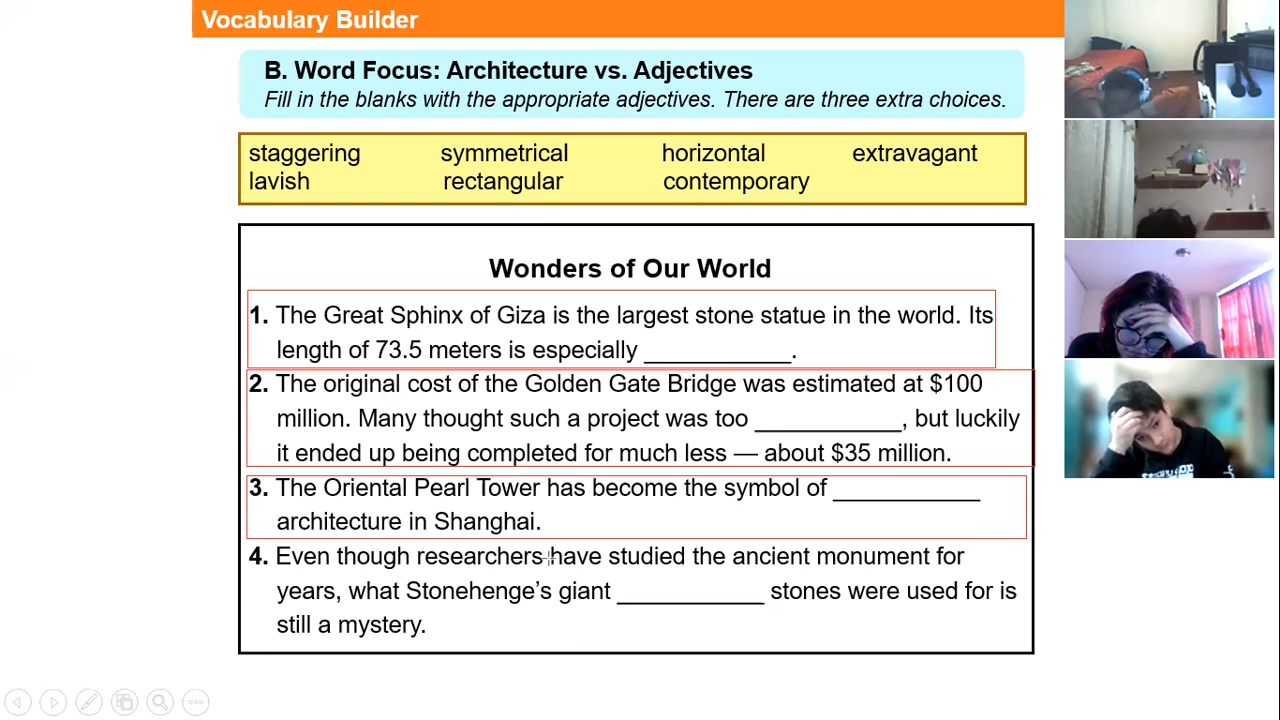 Vocabulary Builder
B. Word Focus: Architecture vs. Adjectives
Fill in the blanks with the appropriate adjectives. There are three extra choices.
staggering symmetrical horizontal extravagant
lavish rectangular contemporary
Wonders of Our World
1. The Great Sphinx of Giza is the largest stone statue in the world. Its
length of 73.5 meters is especially ____________.
2. The original cost of the Golden Gate Bridge was estimated at $100
million. Many thought such a project was too ____________, but luckily
it ended up being completed for much less — about $35 million.
3. The Oriental Pearl Tower has become the symbol of ____________
architecture in Shanghai.
4. Even though researchers have studied the ancient monument for
years, what Stonehenge’s giant ____________ stones were used for is
still a mystery.